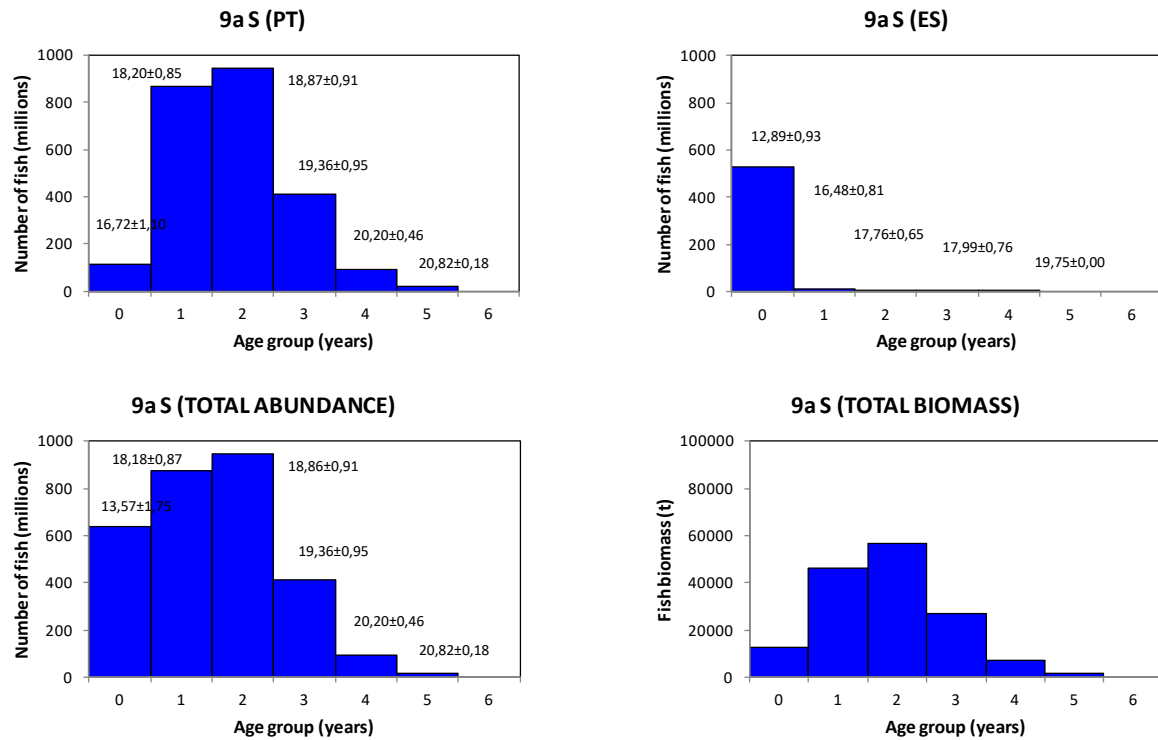 9a S (PT)
Number of fish (millions)
1000
800
600
400
200
0
16,72±1,10
18,20±0,85
18,87±0,91
19,36±0,95
20,20±0,46
20,82±0,18
0 1 2 3 4 5 6
Age group (years)
9a S (ES)
Number of fish (millions)
1000
800
600
400
200
0
12,89±0,93
16,48±0,81
17,76±0,65
17,99±0,76
19,75±0,00
0 1 2 3 4 5 6
Age group (years)
9a S (TOTAL ABUNDANCE)
Number of fish (millions)
1000
800
600
400
200
0
13,57±1,75
18,18±0,87
18,86±0,91
19,36±0,95
20,20±0,46
20,82±0,18
0 1 2 3 4 5 6
Age group (years)
9a S (TOTAL BIOMASS)
Fish biomass (t)
100000
80000
60000
40000
20000
0
0 1 2 3 4 5 6
Age group (years)